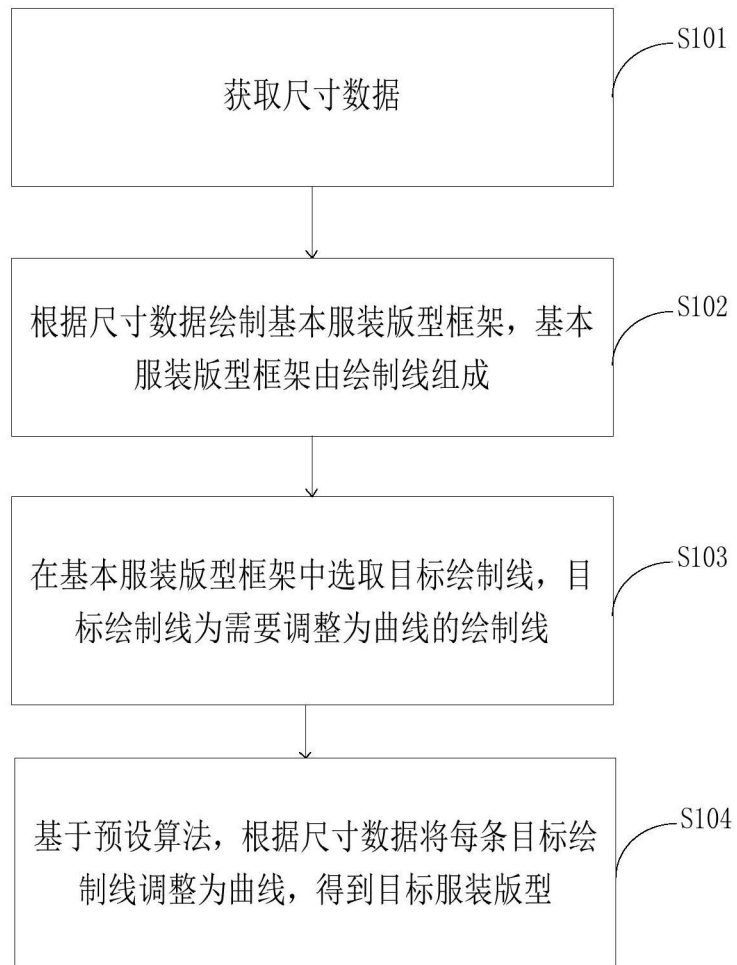 获取尺寸数据
S101
根据尺寸数据绘制基本服装版型框架，基本
服装版型框架由绘制线组成
S102
在基本服装版型框架中选取目标绘制线，目
标绘制线为需要调整为曲线的绘制线
S103
基于预设算法，根据尺寸数据将每条目标绘
制线调整为曲线，得到目标服装版型
S104